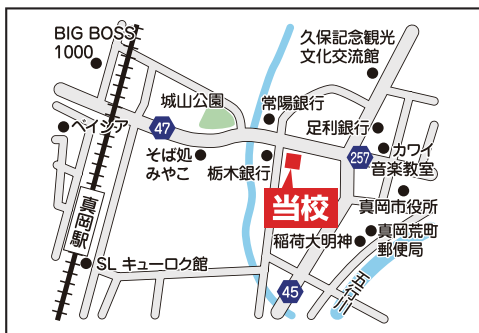 BIG BOSS
1000
久保記念観光
文化交流館
城山公園
常陽銀行
ベイシア
47
足利銀行
そば処
みやこ
栃木銀行
257
カワイ
音楽教室
当校
真岡市役所
真岡駅
稲荷大明神
真岡荒町
郵便局
SL キューロク館
45
五行川